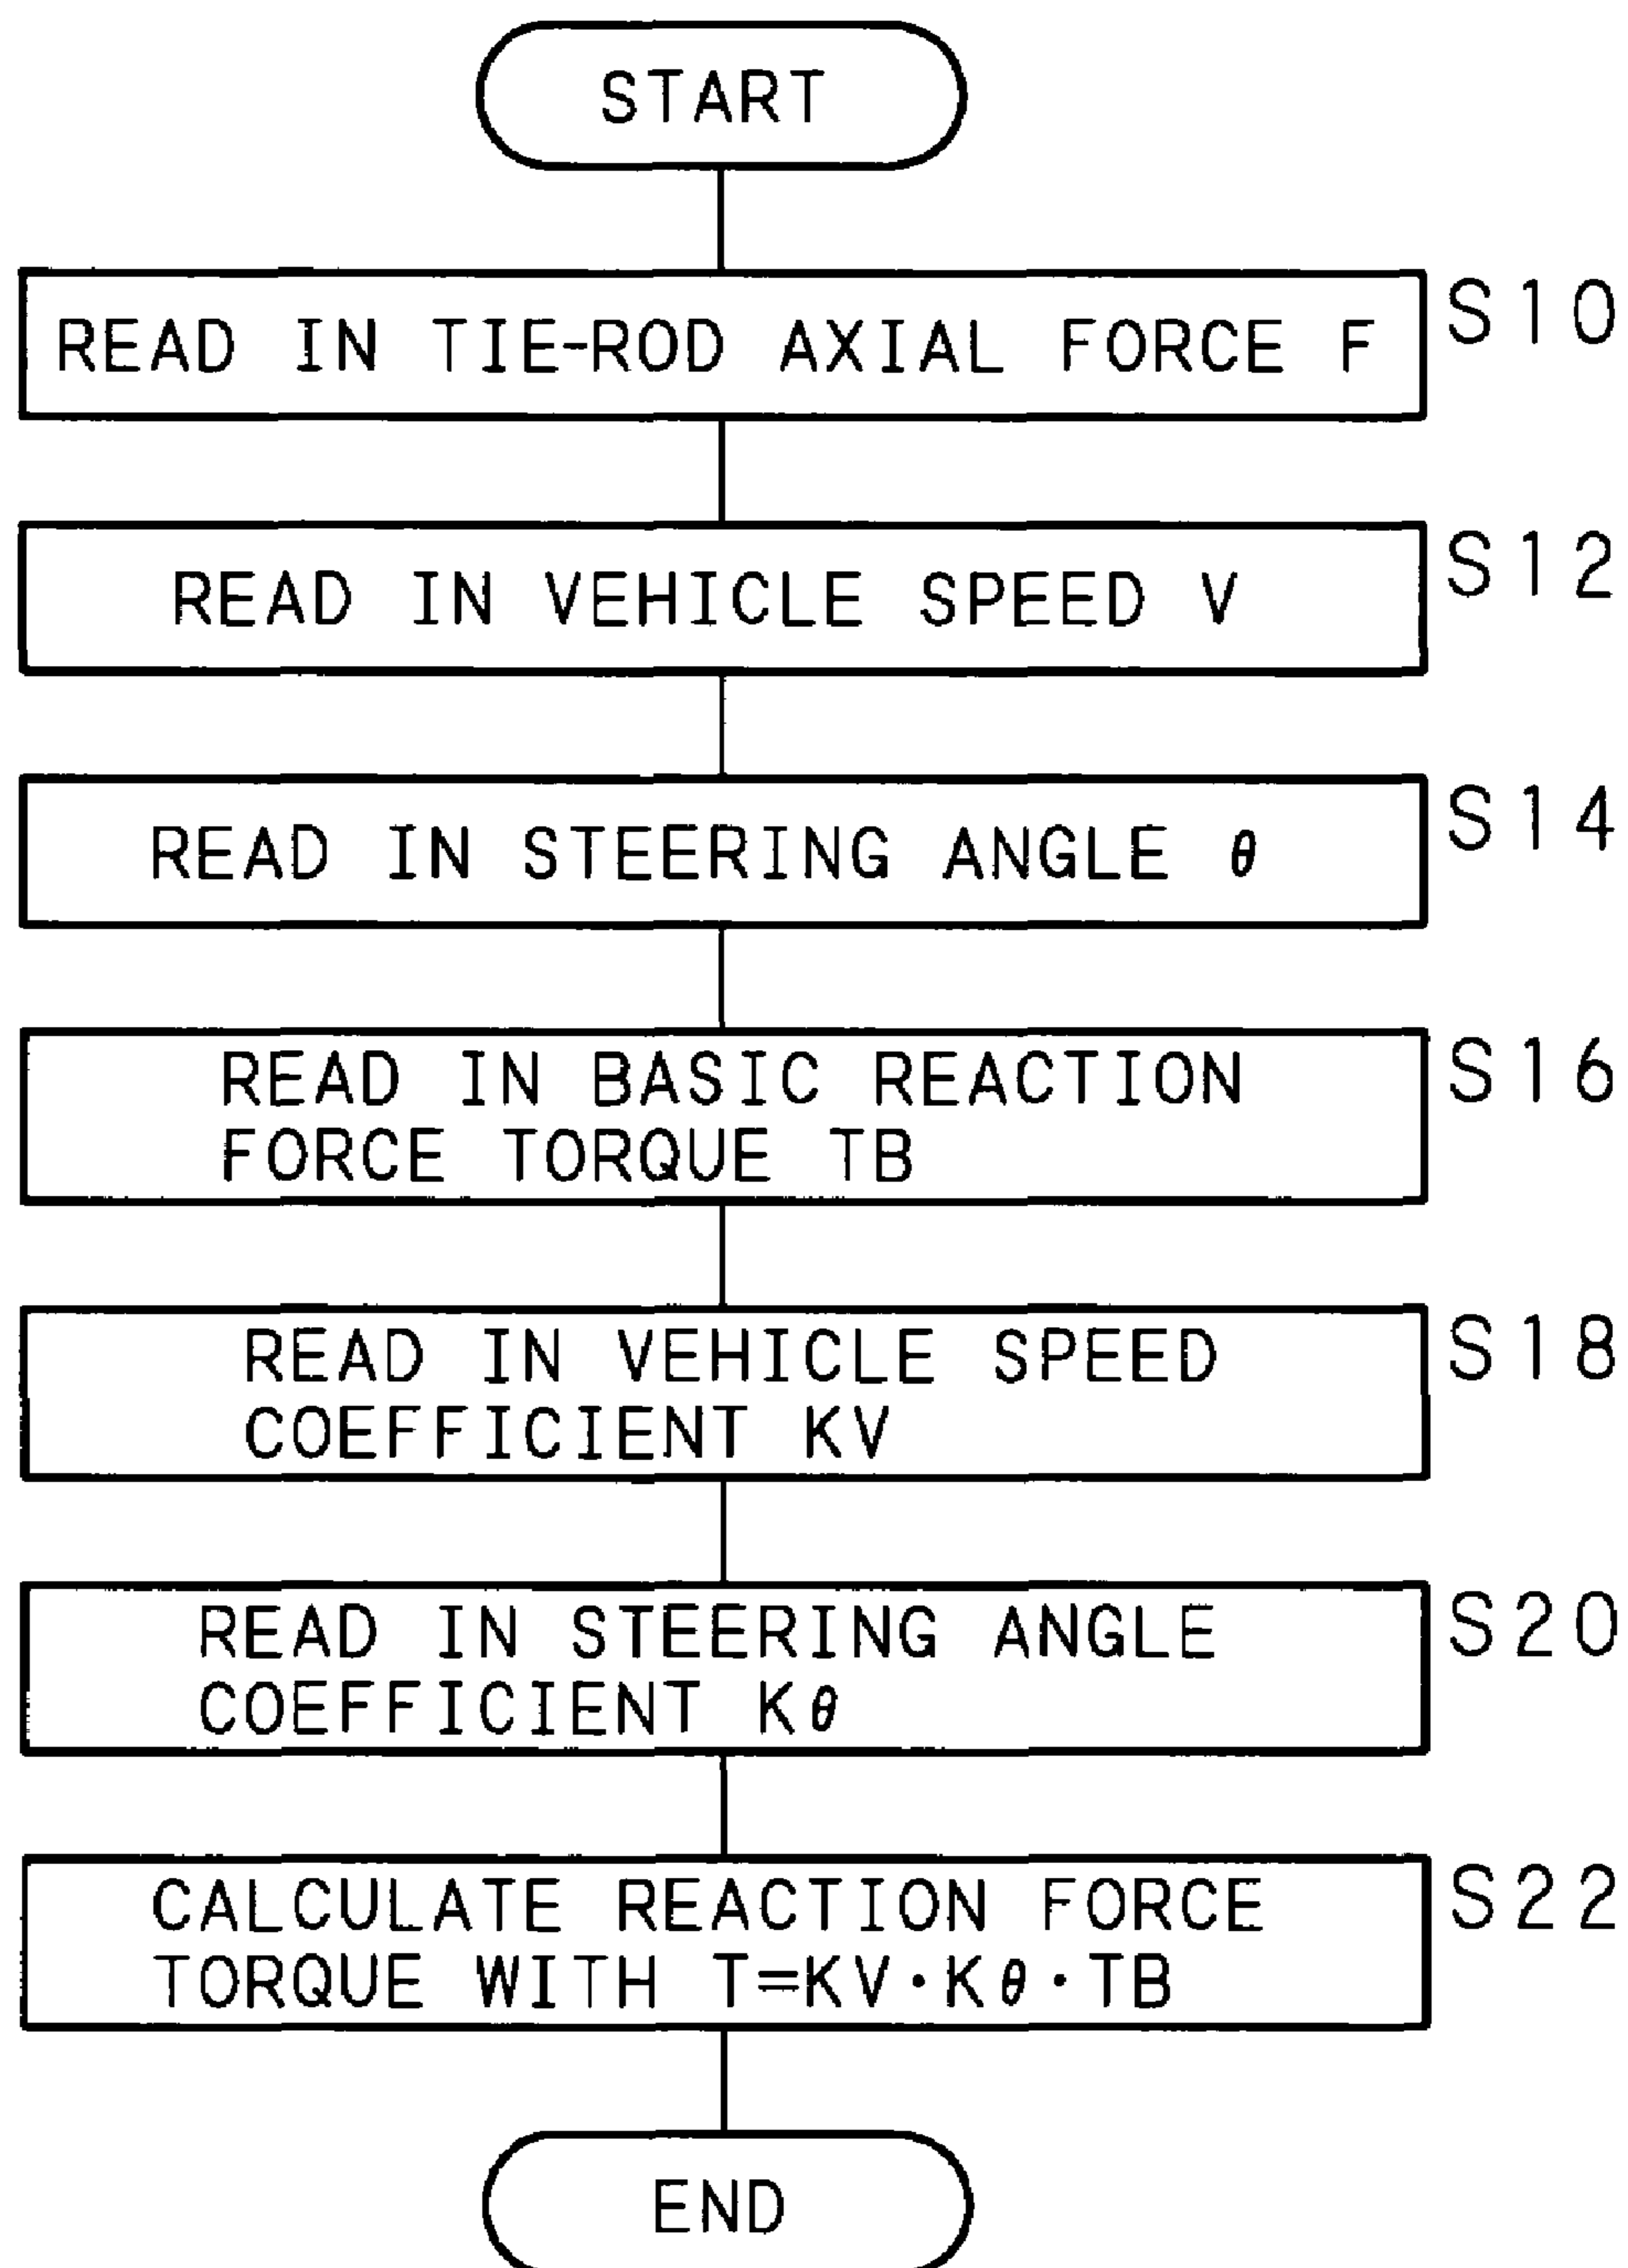 START
READ IN TIE-ROD AXIAL FORCE F
S10
READ IN VEHICLE SPEED V
S12
READ IN STEERING ANGLE θ
S14
READ IN BASIC REACTION
FORCE TORQUE TB
S16
READ IN VEHICLE SPEED
COEFFICIENT KV
S18
READ IN STEERING ANGLE
COEFFICIENT Kθ
S20
CALCULATE REACTION FORCE
TORQUE WITH T=KV·Kθ·TB
S22
END